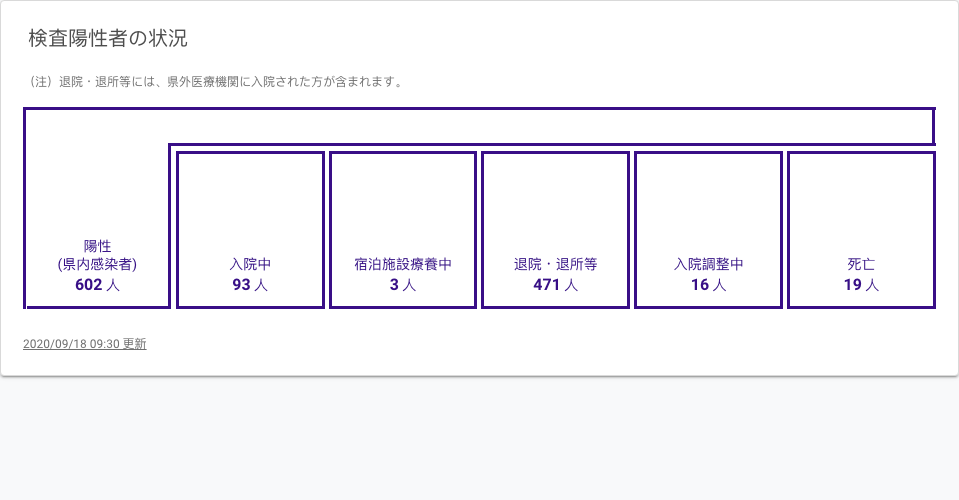 検査陽性者の状況
（注）退院・退所等には、県外医療機関に入院された方が含まれます。
陽性
(県内感染者)
602 人
入院中
93 人
宿泊施設療養中
3 人
退院・退所等
471 人
入院調整中
16 人
死亡
19 人
2020/09/18 09:30 更新